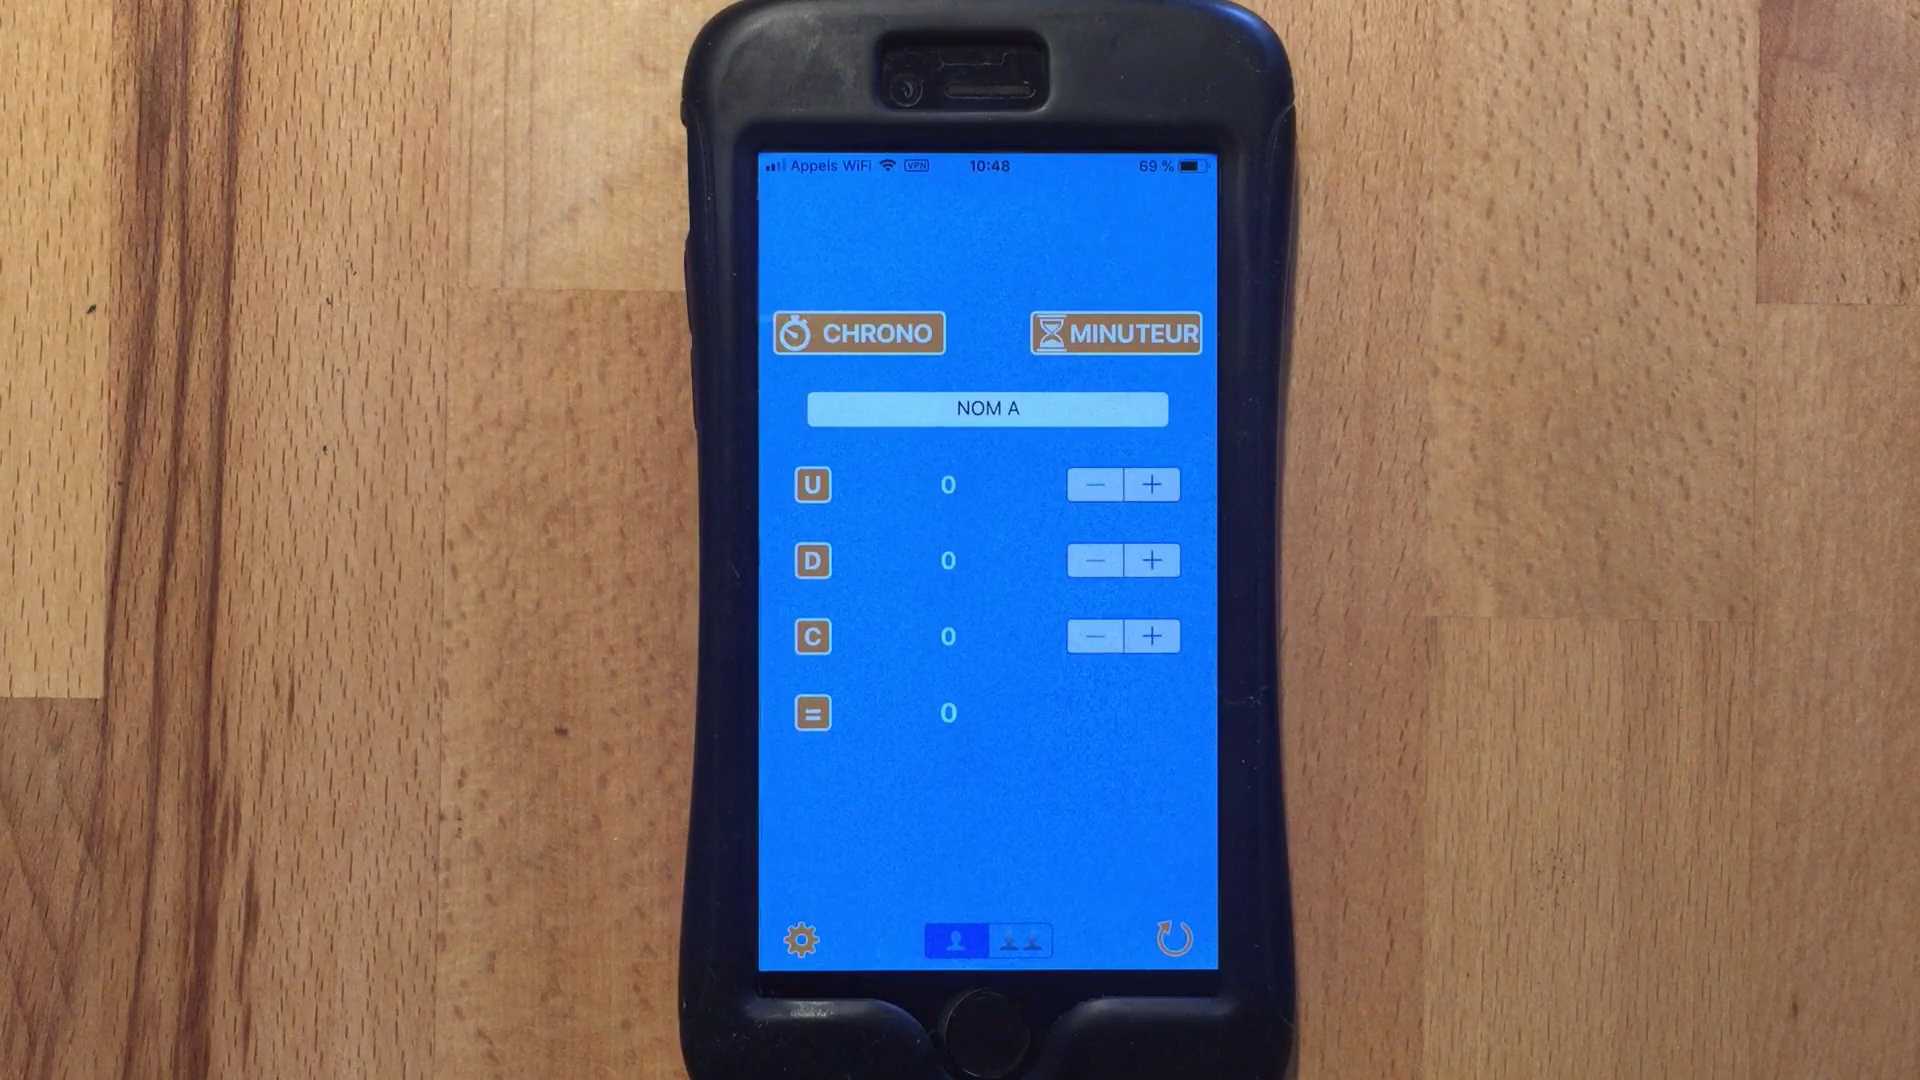 Appels WiFi VPN 10:48 69 %
CHRONO MINUTEUR
NOM A
U 0 — +
D 0 — +
C 0 — +
= 0